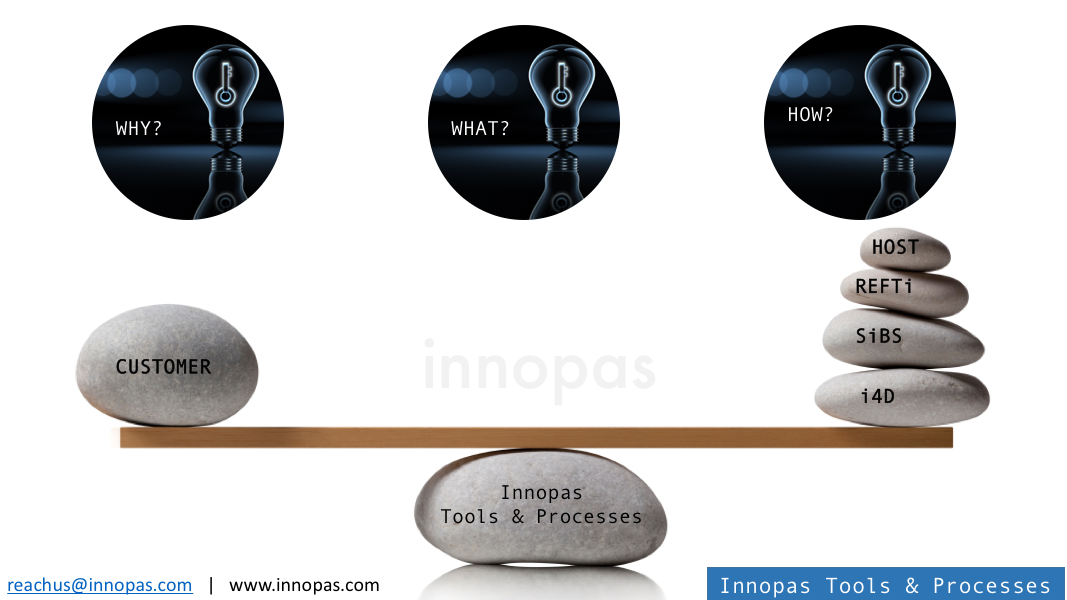 WHY?
WHAT?
HOW?
HOST
REFTi
SiBS
i4D
CUSTOMER
innopas
Innopas
Tools & Processes
reachus@innopas.com | www.innopas.com
Innopas Tools & Processes